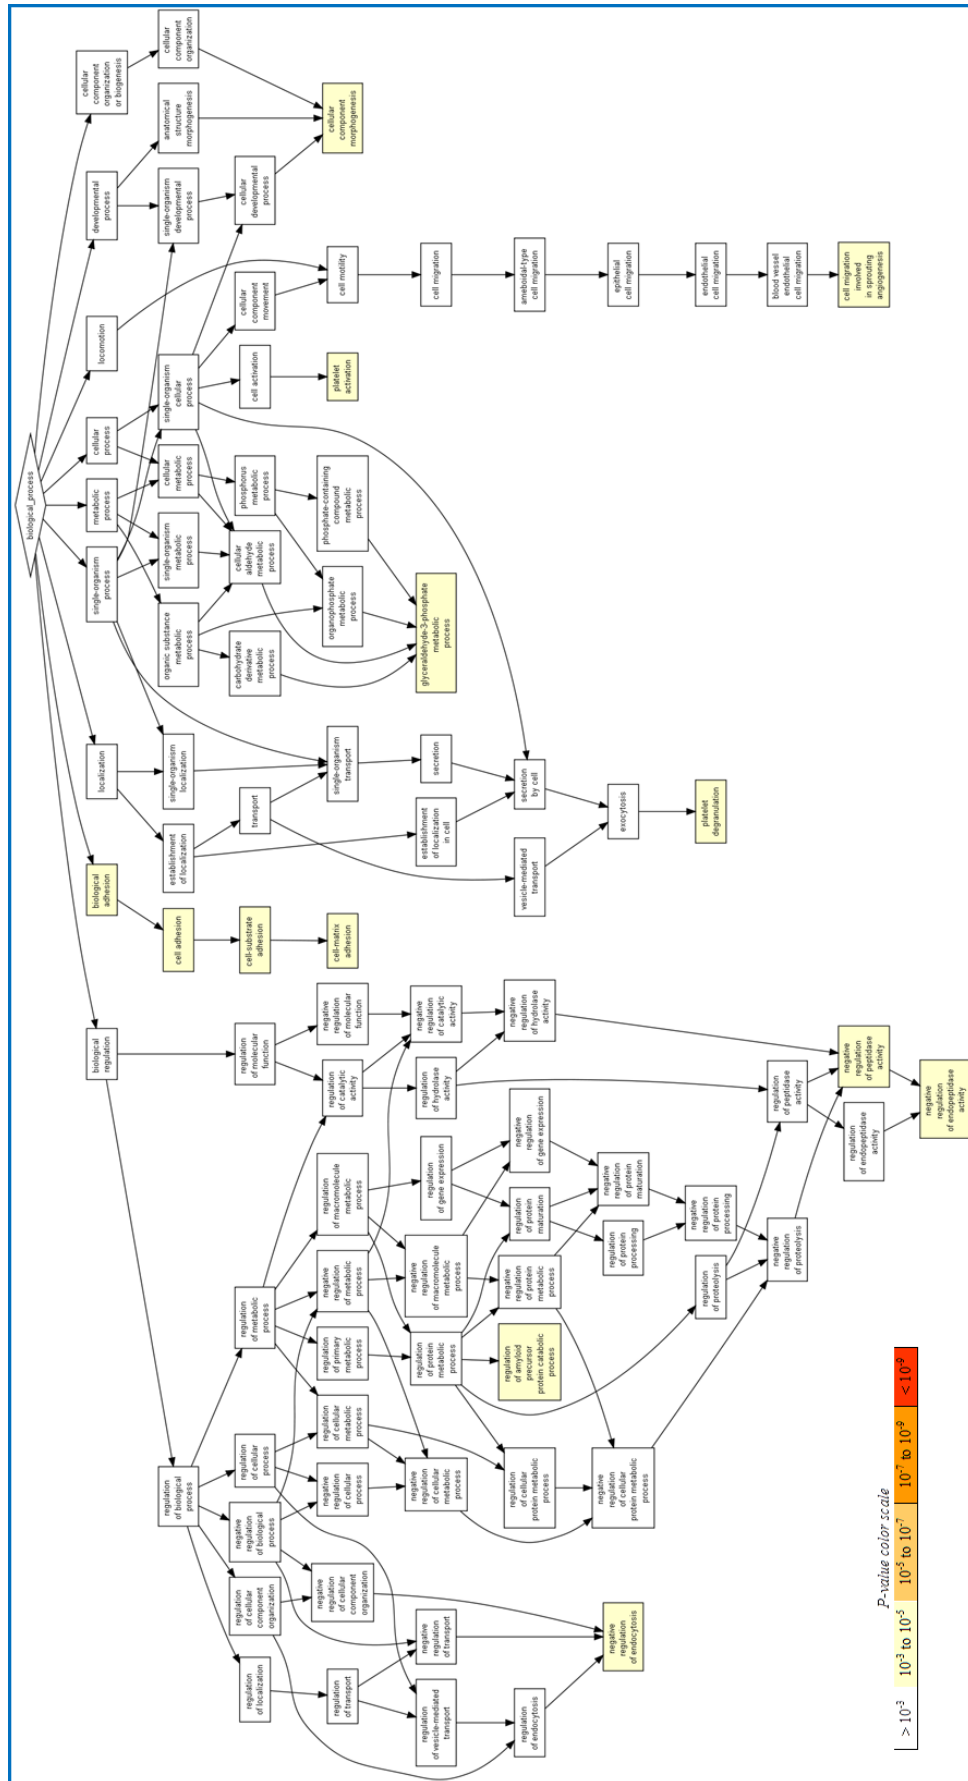 biological_process
cellular
component
organization
or biogenesis
cellular
component
organization
developmental
process
anatomical
structure
morphogenesis
single-organism
developmental
process
cellular
developmental
process
cellular
component
morphogenesis
locomotion
cell motility
cell migration
ameboidal-type
cell migration
epithelial
cell migration
endothelial
cell migration
blood vessel
endothelial
cell migration
cell migration
involved
in sprouting
angiogenesis
cellular
process
single-organism
cellular
process
cellular
component
movement
cell activation
platelet
activation
metabolic
process
cellular
metabolic
process
phosphorus
metabolic
process
phosphate-containing
compound
metabolic
process
single-organism
process
single-organism
metabolic
process
cellular
aldehyde
metabolic
process
organic substance
metabolic
process
carbohydrate
derivative
metabolic
process
organophosphate
metabolic
process
glyceraldehyde-3-phosphate
metabolic
process
localization
single-organism
localization
establishment
of localization
transport
single-organism
transport
secretion
establishment
of localization
in cell
secretion
by cell
vesicle-mediated
transport
exocytosis
platelet
degranulation
biological
adhesion
cell adhesion
cell-substrate
adhesion
cell-matrix
adhesion
biological
regulation
regulation
of molecular
function
negative
regulation
of molecular
function
regulation
of catalytic
activity
negative
regulation
of catalytic
activity
regulation
of hydrolase
activity
negative
regulation
of hydrolase
activity
regulation
of peptidase
activity
negative
regulation
of peptidase
activity
regulation
of endopeptidase
activity
negative
regulation
of endopeptidase
activity
regulation
of biological
process
regulation
of metabolic
process
regulation
of macromolecule
metabolic
process
negative
regulation
of metabolic
process
regulation
of primary
metabolic
process
regulation
of cellular
metabolic
process
regulation
of gene expression
negative
regulation
of macromolecule
metabolic
process
regulation
of protein
metabolic
process
negative
regulation
of gene expression
regulation
of protein
maturation
negative
regulation
of protein
metabolic
process
regulation
of amyloid
precursor
protein catabolic
process
negative
regulation
of protein
maturation
regulation
of protein
processing
negative
regulation
of protein
processing
regulation
of proteolysis
negative
regulation
of proteolysis
regulation
of cellular
process
negative
regulation
of biological
process
negative
regulation
of cellular
process
negative
regulation
of cellular
metabolic
process
regulation
of cellular
protein metabolic
process
negative
regulation
of cellular
protein metabolic
process
regulation
of cellular
component
organization
negative
regulation
of cellular
component
organization
regulation
of localization
regulation
of transport
negative
regulation
of transport
regulation
of vesicle-mediated
transport
regulation
of endocytosis
negative
regulation
of endocytosis
P-value color scale
> 10⁻³ 10⁻³ to 10⁻⁵ 10⁻⁵ to 10⁻⁷ 10⁻⁷ to 10⁻⁹ < 10⁻⁹